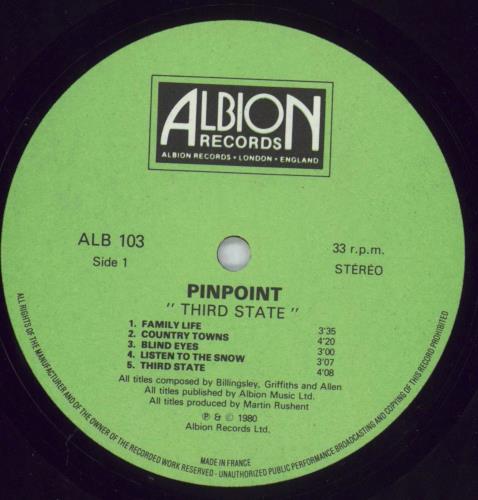 ALBION
RECORDS
ALBION RECORDS • LONDON • ENGLAND
ALB 103
Side 1
33 r.p.m.
STÉRÉO
PINPOINT
" THIRD STATE "
1. FAMILY LIFE 3'35
2. COUNTRY TOWNS 4'20
3. BLIND EYES 3'00
4. LISTEN TO THE SNOW 3'07
5. THIRD STATE 4'08
All titles composed by Billingsley, Griffiths and Allen
All titles published by Albion Music Ltd.
All titles produced by Martin Rushent
℗ & © 1980
Albion Records Ltd.
MADE IN FRANCE
ALL RIGHTS OF THE MANUFACTURER AND OF THE OWNER OF THE RECORDED WORK RESERVED - UNAUTHORIZED PUBLIC PERFORMANCE BROADCASTING AND COPYING OF THIS RECORD PROHIBITED